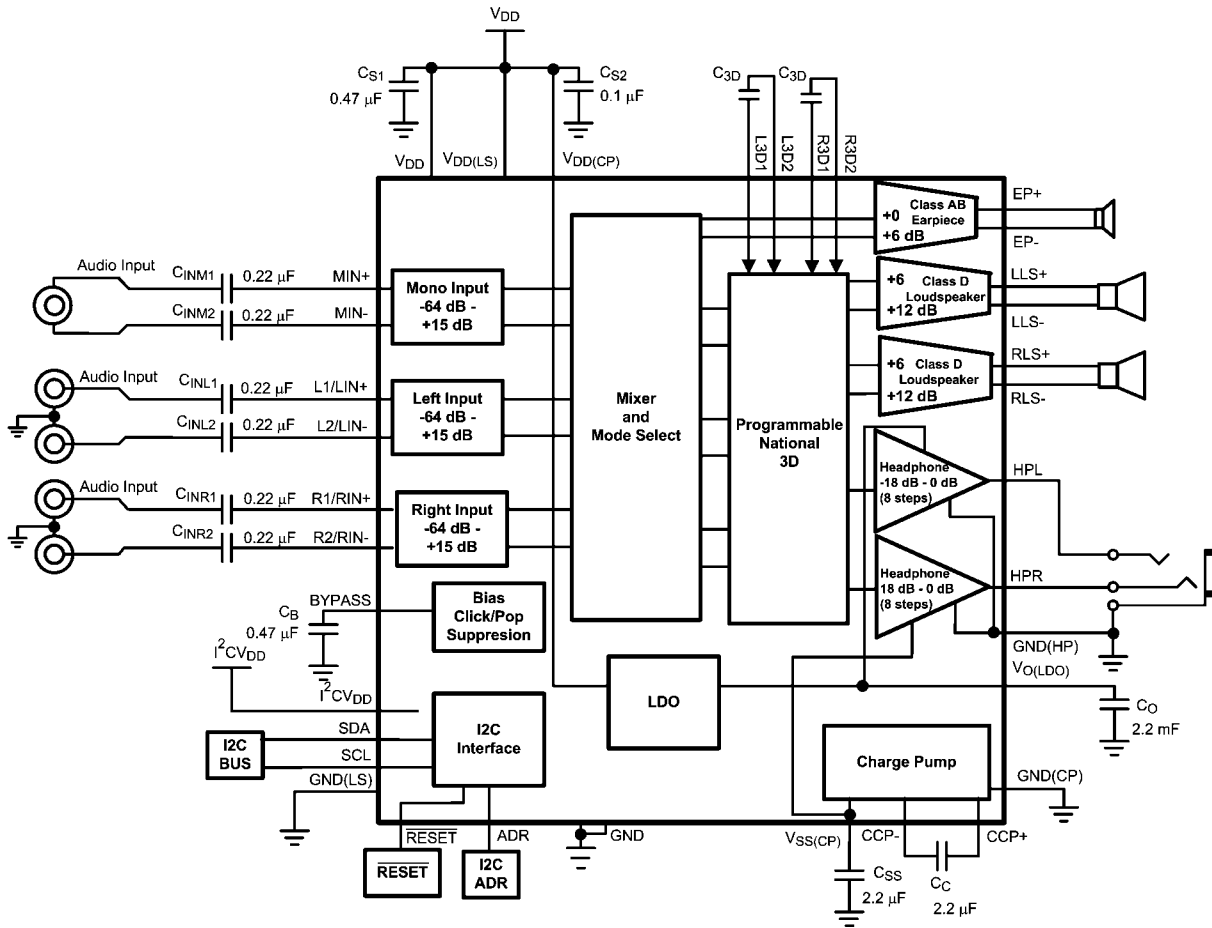 VDD
CS1
0.47 μF
CS2
0.1 μF
C3D
C3D
VDD
VDD(LS)
VDD(CP)
L3D1
L3D2
R3D1
R3D2
+0
+6 dB
Class AB
Earpiece
EP+
EP-
Audio Input
CINM1
0.22 μF
MIN+
CINM2
0.22 μF
MIN-
Mono Input
-64 dB -
+15 dB
+6
+12 dB
Class D
Loudspeaker
LLS+
LLS-
Audio Input
CINL1
0.22 μF
L1/LIN+
CINL2
0.22 μF
L2/LIN-
Left Input
-64 dB -
+15 dB
Mixer
and
Mode Select
Programmable
National
3D
+6
+12 dB
Class D
Loudspeaker
RLS+
RLS-
Audio Input
CINR1
0.22 μF
R1/RIN+
CINR2
0.22 μF
R2/RIN-
Right Input
-64 dB -
+15 dB
Headphone
-18 dB - 0 dB
(8 steps)
HPL
Headphone
18 dB - 0 dB
(8 steps)
HPR
BYPASS
CB
0.47 μF
Bias
Click/Pop
Suppresion
GND(HP)
VO(LDO)
I²CVDD
I²CVDD
LDO
CO
2.2 mF
I2C
BUS
SDA
SCL
GND(LS)
I2C
Interface
Charge Pump
GND(CP)
RESET
ADR
GND
VSS(CP)
CCP-
CCP+
RESET
I2C
ADR
CSS
2.2 μF
CC
2.2 μF